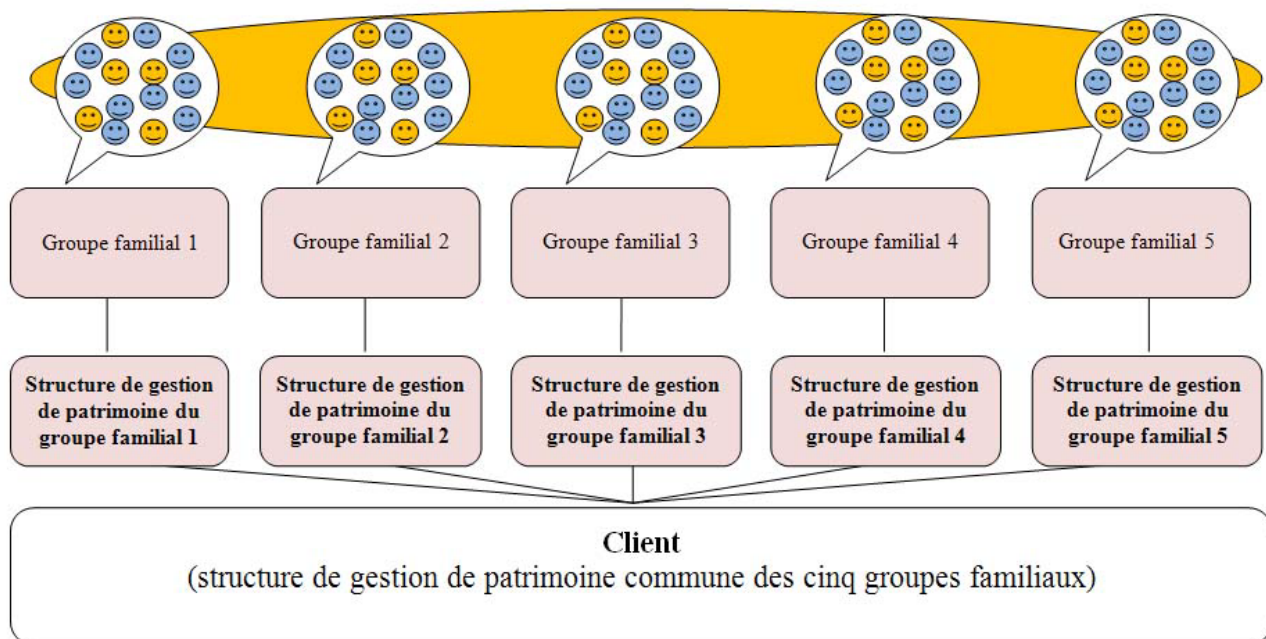 Groupe familial 1
Groupe familial 2
Groupe familial 3
Groupe familial 4
Groupe familial 5
Structure de gestion
de patrimoine du
groupe familial 1
Structure de gestion
de patrimoine du
groupe familial 2
Structure de gestion
de patrimoine du
groupe familial 3
Structure de gestion
de patrimoine du
groupe familial 4
Structure de gestion
de patrimoine du
groupe familial 5
Client
(structure de gestion de patrimoine commune des cinq groupes familiaux)